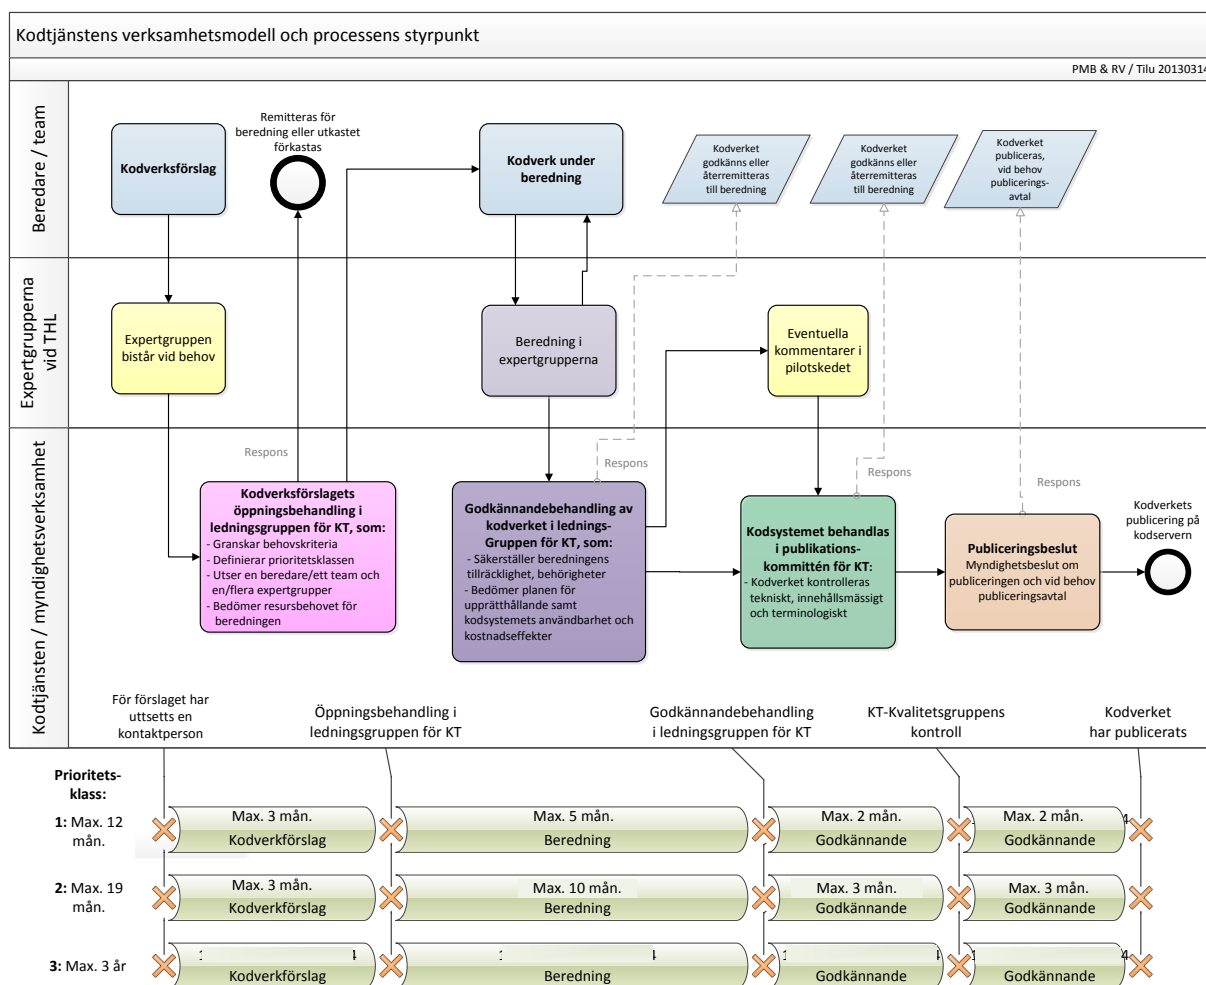 Kodtjänstens verksamhetsmodell och processens styrpunkt
PMB & RV / Tilu 20130314
Beredare / team
Kodverksförslag
Remitteras för
beredning eller utkastet
förkastas
Kodverk under
beredning
Kodverket
godkänns eller
återremitteras
till beredning
Kodverket
godkänns eller
återremitteras
till beredning
Kodverket
publiceras,
vid behov
publicerings-
avtal
Expertgrupperna
vid THL
Expertgruppen
bistår vid behov
Beredning i
expertgrupperna
Eventuella
kommentarer i
pilotskedet
Kodtjänsten / myndighetsverksamhet
Respons
Respons
Respons
Respons
Kodverksförslagets
öppningsbehandling i
ledningsgruppen för KT, som:
- Granskar behovskriteria
- Definierar prioritetsklassen
- Utser en beredare/ett team och
en/flera expertgrupper
- Bedömer resursbehovet för
beredningen
Godkännandebehandling av
kodverket i lednings-
Gruppen för KT, som:
- Säkerställer beredningens
tillräcklighet, behörigheter
- Bedömer planen för
upprätthållande samt
kodsystemets användbarhet och
kostnadseffekter
Kodsystemet behandlas
i publikations-
kommittén för KT:
- Kodverket kontrolleras
tekniskt, innehållsmässigt
och terminologiskt
Publiceringsbeslut
Myndighetsbeslut om
publiceringen och vid behov
publiceringsavtal
Kodverkets
publicering på
kodservern
För förslaget har
uttsetts en
kontaktperson
Öppningsbehandling i
ledningsgruppen för KT
Godkännandebehandling
i ledningsgruppen för KT
KT-Kvalitetsgruppens
kontroll
Kodverket
har publicerats
Prioritets-
klass:
1: Max. 12
mån.
Max. 3 mån.
Kodverkförslag
Max. 5 mån.
Beredning
Max. 2 mån.
Godkännande
Max. 2 mån.
Godkännande
2: Max. 19
mån.
Max. 3 mån.
Kodverkförslag
Max. 10 mån.
Beredning
Max. 3 mån.
Godkännande
Max. 3 mån.
Godkännande
3: Max. 3 år
Kodverkförslag
Beredning
Godkännande
Godkännande